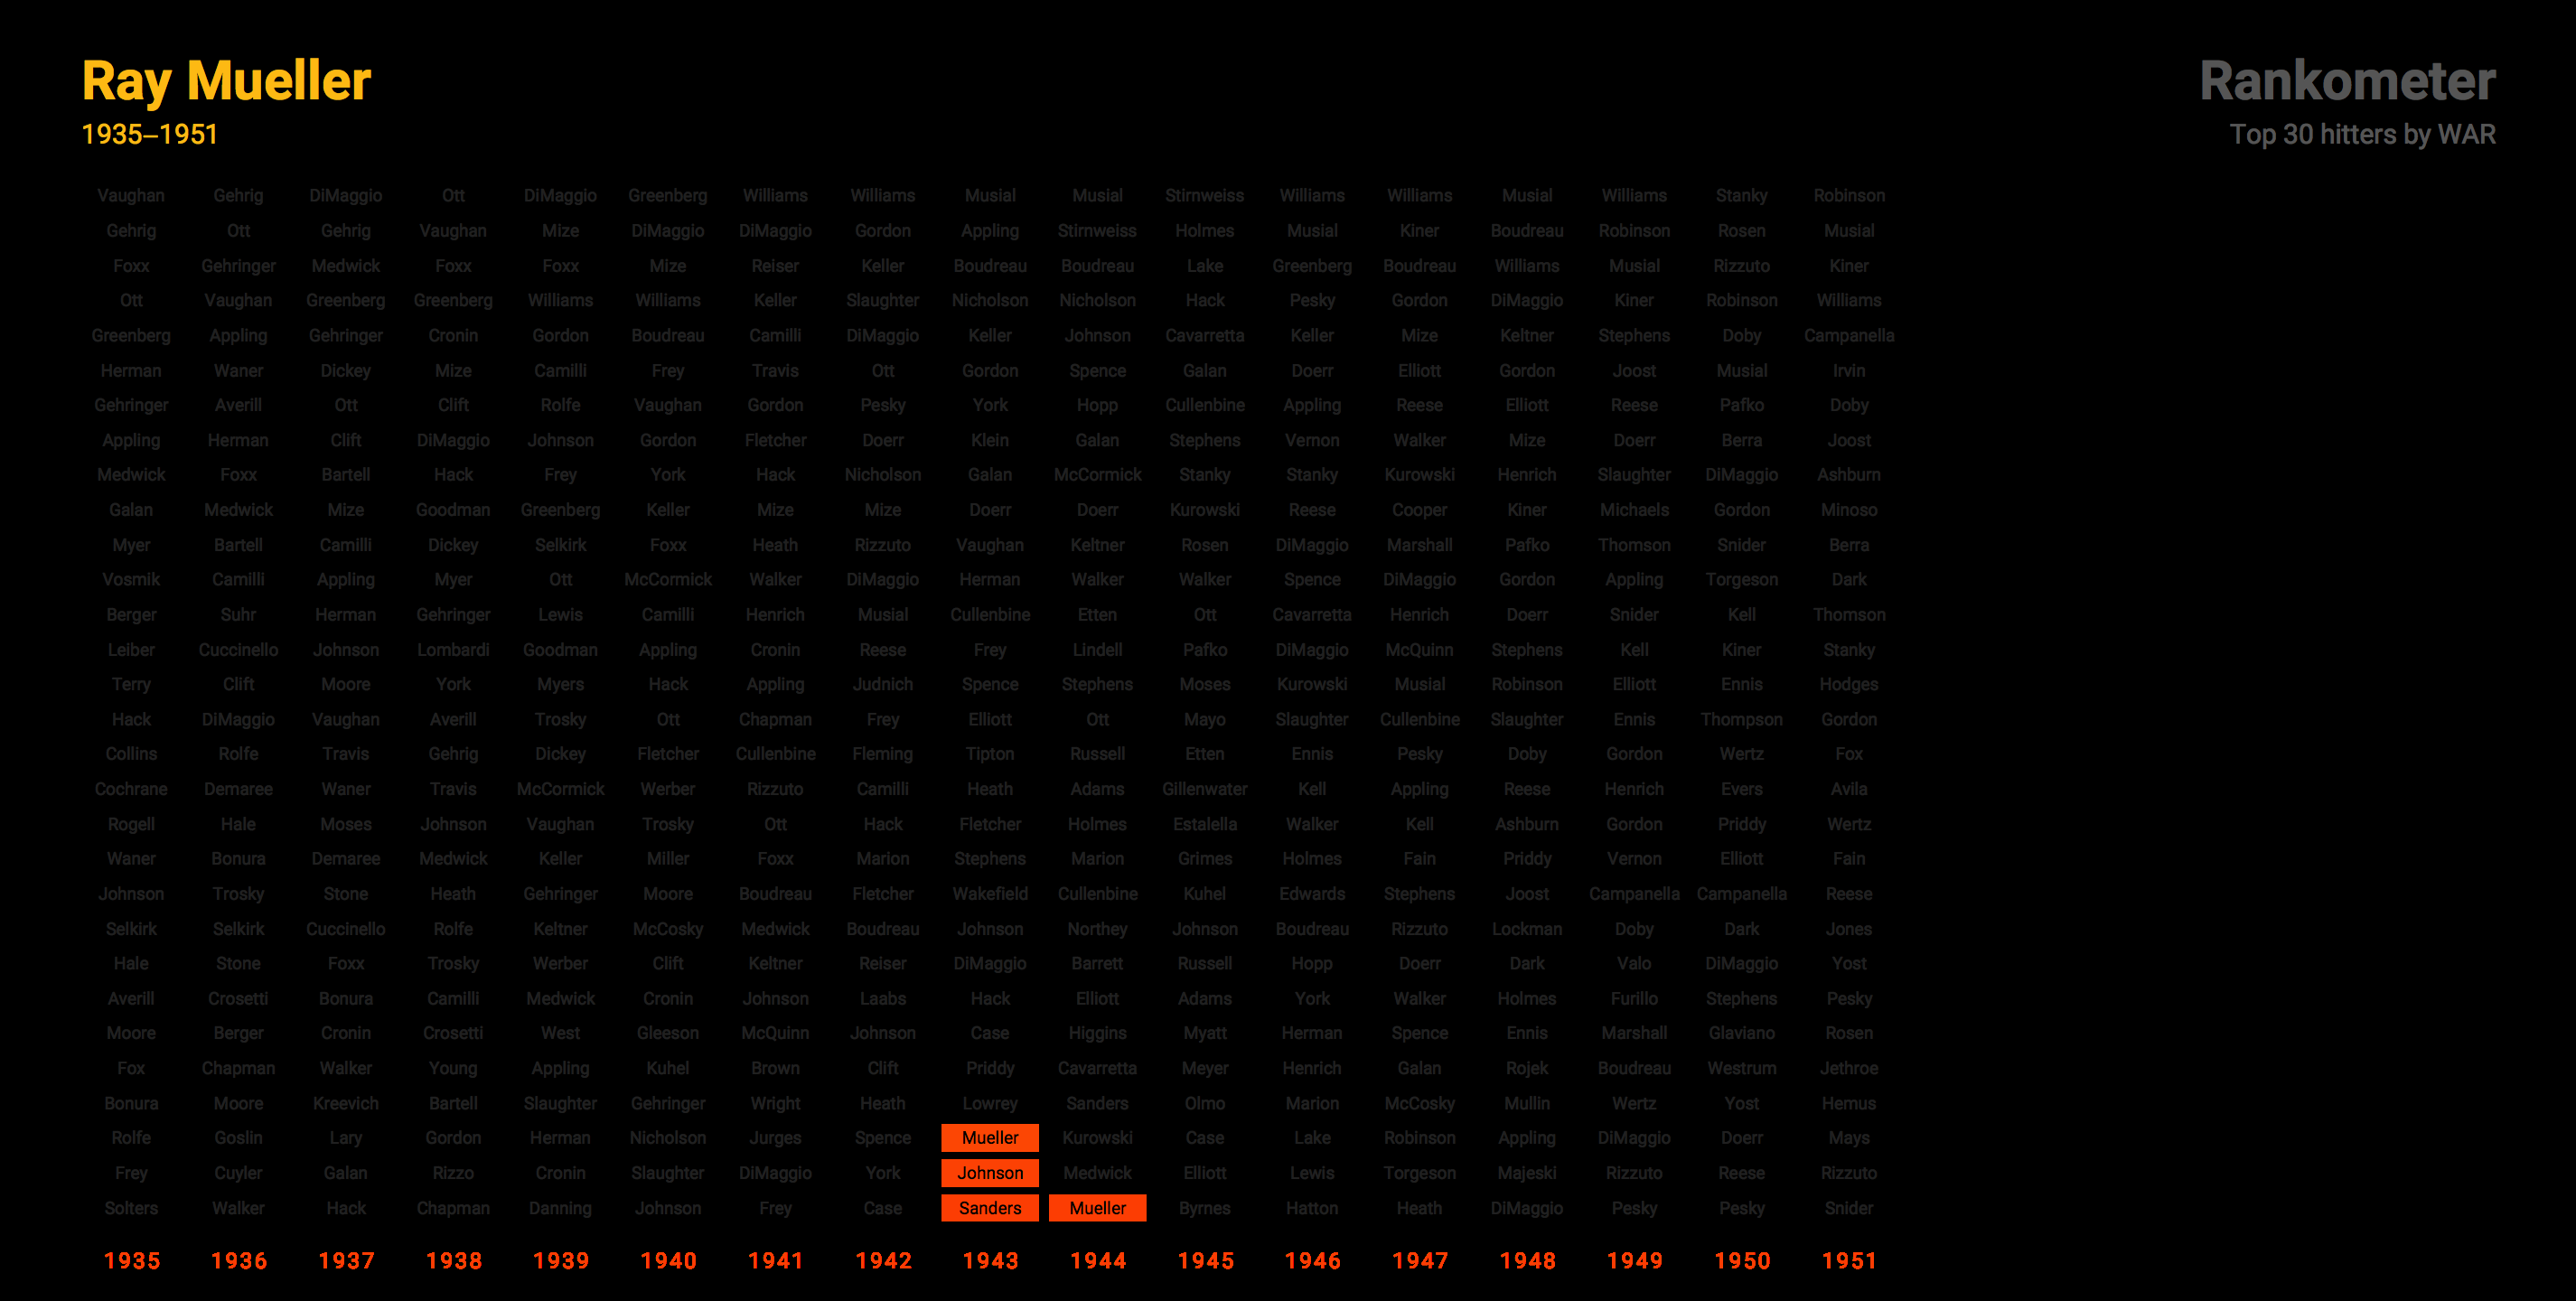 Ray Mueller
1935–1951
Rankometer
Top 30 hitters by WAR
Vaughan Gehrig DiMaggio Ott DiMaggio Greenberg Williams Williams Musial Musial Stirnweiss Williams Williams Musial Williams Stanky Robinson
Gehrig Ott Gehrig Vaughan Mize DiMaggio DiMaggio Gordon Appling Stirnweiss Holmes Musial Kiner Boudreau Robinson Rosen Musial
Foxx Gehringer Medwick Foxx Foxx Mize Reiser Keller Boudreau Boudreau Lake Greenberg Boudreau Williams Musial Rizzuto Kiner
Ott Vaughan Greenberg Greenberg Williams Williams Keller Slaughter Nicholson Nicholson Hack Pesky Gordon DiMaggio Kiner Robinson Williams
Greenberg Appling Gehringer Cronin Gordon Boudreau Camilli DiMaggio Keller Johnson Cavarretta Keller Mize Keltner Stephens Doby Campanella
Herman Waner Dickey Mize Camilli Frey Travis Ott Gordon Spence Galan Doerr Elliott Gordon Joost Musial Irvin
Gehringer Averill Ott Clift Rolfe Vaughan Gordon Pesky York Hopp Cullenbine Appling Reese Elliott Reese Pafko Doby
Appling Herman Clift DiMaggio Johnson Gordon Fletcher Doerr Klein Galan Stephens Vernon Walker Mize Doerr Berra Joost
Medwick Foxx Bartell Hack Frey York Hack Nicholson Galan McCormick Stanky Stanky Kurowski Henrich Slaughter DiMaggio Ashburn
Galan Medwick Mize Goodman Greenberg Keller Mize Mize Doerr Doerr Kurowski Reese Cooper Kiner Michaels Gordon Minoso
Myer Bartell Camilli Dickey Selkirk Foxx Heath Rizzuto Vaughan Keltner Rosen DiMaggio Marshall Pafko Thomson Snider Berra
Vosmik Camilli Appling Myer Ott McCormick Walker DiMaggio Herman Walker Walker Spence DiMaggio Gordon Appling Torgeson Dark
Berger Suhr Herman Gehringer Lewis Camilli Henrich Musial Cullenbine Etten Ott Cavarretta Henrich Doerr Snider Kell Thomson
Leiber Cuccinello Johnson Lombardi Goodman Appling Cronin Reese Frey Lindell Pafko DiMaggio McQuinn Stephens Kell Kiner Stanky
Terry Clift Moore York Myers Hack Appling Judnich Spence Stephens Moses Kurowski Musial Robinson Elliott Ennis Hodges
Hack DiMaggio Vaughan Averill Trosky Ott Chapman Frey Elliott Ott Mayo Slaughter Cullenbine Slaughter Ennis Thompson Gordon
Collins Rolfe Travis Gehrig Dickey Fletcher Cullenbine Fleming Tipton Russell Etten Ennis Pesky Doby Gordon Wertz Fox
Cochrane Demaree Waner Travis McCormick Werber Rizzuto Camilli Heath Adams Gillenwater Kell Appling Reese Henrich Evers Avila
Rogell Hale Moses Johnson Vaughan Trosky Ott Hack Fletcher Holmes Estalella Walker Kell Ashburn Gordon Priddy Wertz
Waner Bonura Demaree Medwick Keller Miller Foxx Marion Stephens Marion Grimes Holmes Fain Priddy Vernon Elliott Fain
Johnson Trosky Stone Heath Gehringer Moore Boudreau Fletcher Wakefield Cullenbine Kuhel Edwards Stephens Joost Campanella Campanella Reese
Selkirk Selkirk Cuccinello Rolfe Keltner McCosky Medwick Boudreau Johnson Northey Johnson Boudreau Rizzuto Lockman Doby Dark Jones
Hale Stone Foxx Trosky Werber Clift Keltner Reiser DiMaggio Barrett Russell Hopp Doerr Dark Valo DiMaggio Yost
Averill Crosetti Bonura Camilli Medwick Cronin Johnson Laabs Hack Elliott Adams York Walker Holmes Furillo Stephens Pesky
Moore Berger Cronin Crosetti West Gleeson McQuinn Johnson Case Higgins Myatt Herman Spence Ennis Marshall Glaviano Rosen
Fox Chapman Walker Young Appling Kuhel Brown Clift Priddy Cavarretta Meyer Henrich Galan Rojek Boudreau Westrum Jethroe
Bonura Moore Kreevich Bartell Slaughter Gehringer Wright Heath Lowrey Sanders Olmo Marion McCosky Mullin Wertz Yost Hemus
Rolfe Goslin Lary Gordon Herman Nicholson Jurges Spence Mueller Kurowski Case Lake Robinson Appling DiMaggio Doerr Mays
Frey Cuyler Galan Rizzo Cronin Slaughter DiMaggio York Johnson Medwick Elliott Lewis Torgeson Majeski Rizzuto Reese Rizzuto
Solters Walker Hack Chapman Danning Johnson Frey Case Sanders Mueller Byrnes Hatton Heath DiMaggio Pesky Pesky Snider
1935 1936 1937 1938 1939 1940 1941 1942 1943 1944 1945 1946 1947 1948 1949 1950 1951